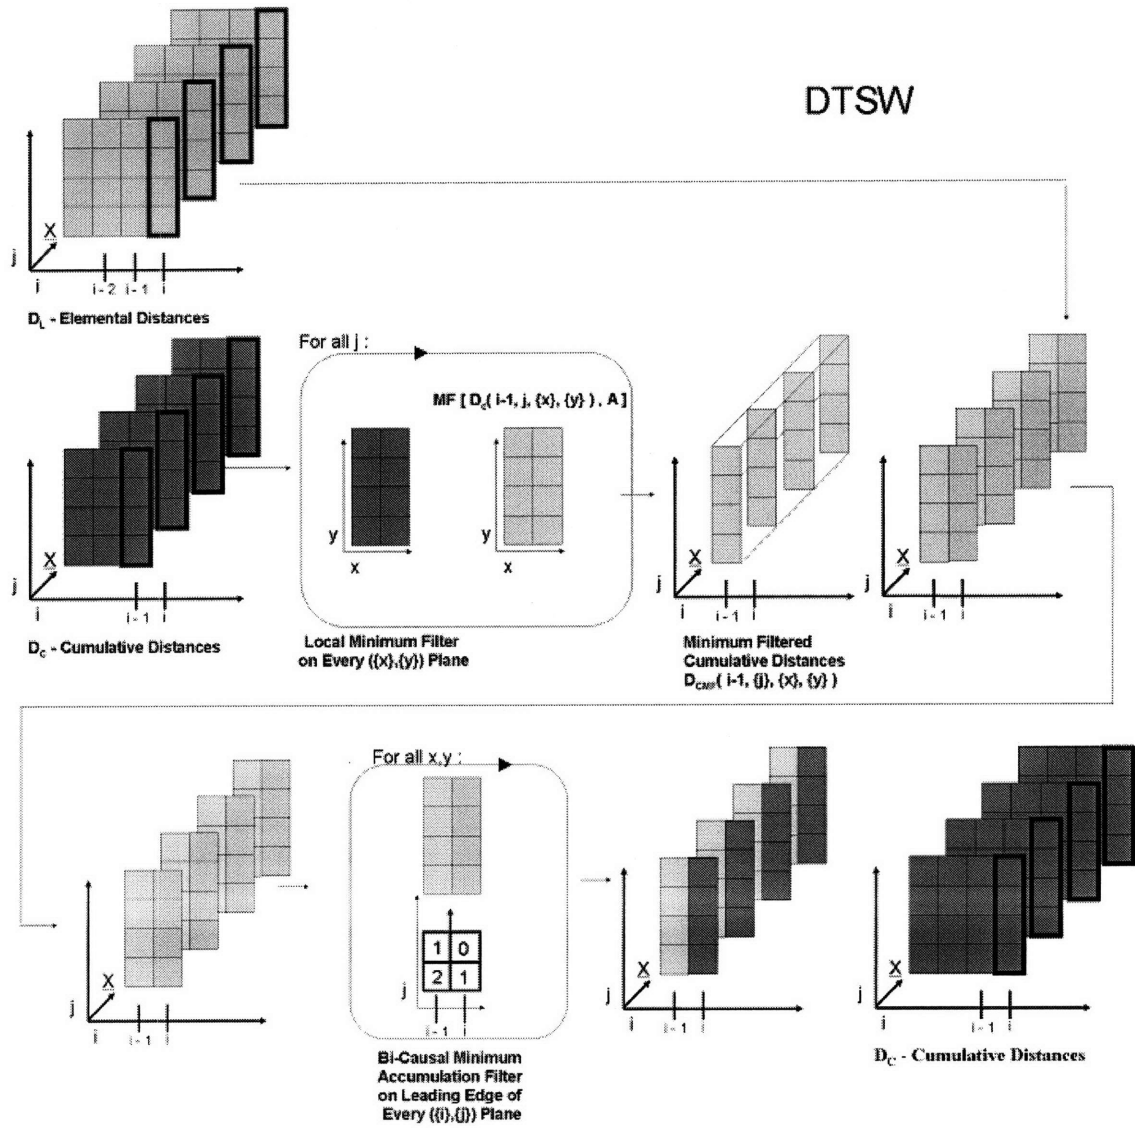 DTSW
X
j
i
i - 2 i - 1 i
D_L - Elemental Distances
For all j :
MF [ D_c( i-1, j, {x}, {y} ) , A ]
y
x
y
x
X
j
i
i - 1 i
D_C - Cumulative Distances
Local Minimum Filter
on Every ({x},{y}) Plane
X
j
i
i - 1 i
Minimum Filtered
Cumulative Distances
D_CMF( i-1, {j}, {x}, {y} )
X
j
i
i - 1 i
For all x,y :
X
j
i
i - 1 i
1 0
2 1
j
i - 1 i
Bi-Causal Minimum
Accumulation Filter
on Leading Edge of
Every ({i},{j}) Plane
X
j
i
i - 1 i
X
j
i
i - 1 i
D_C - Cumulative Distances